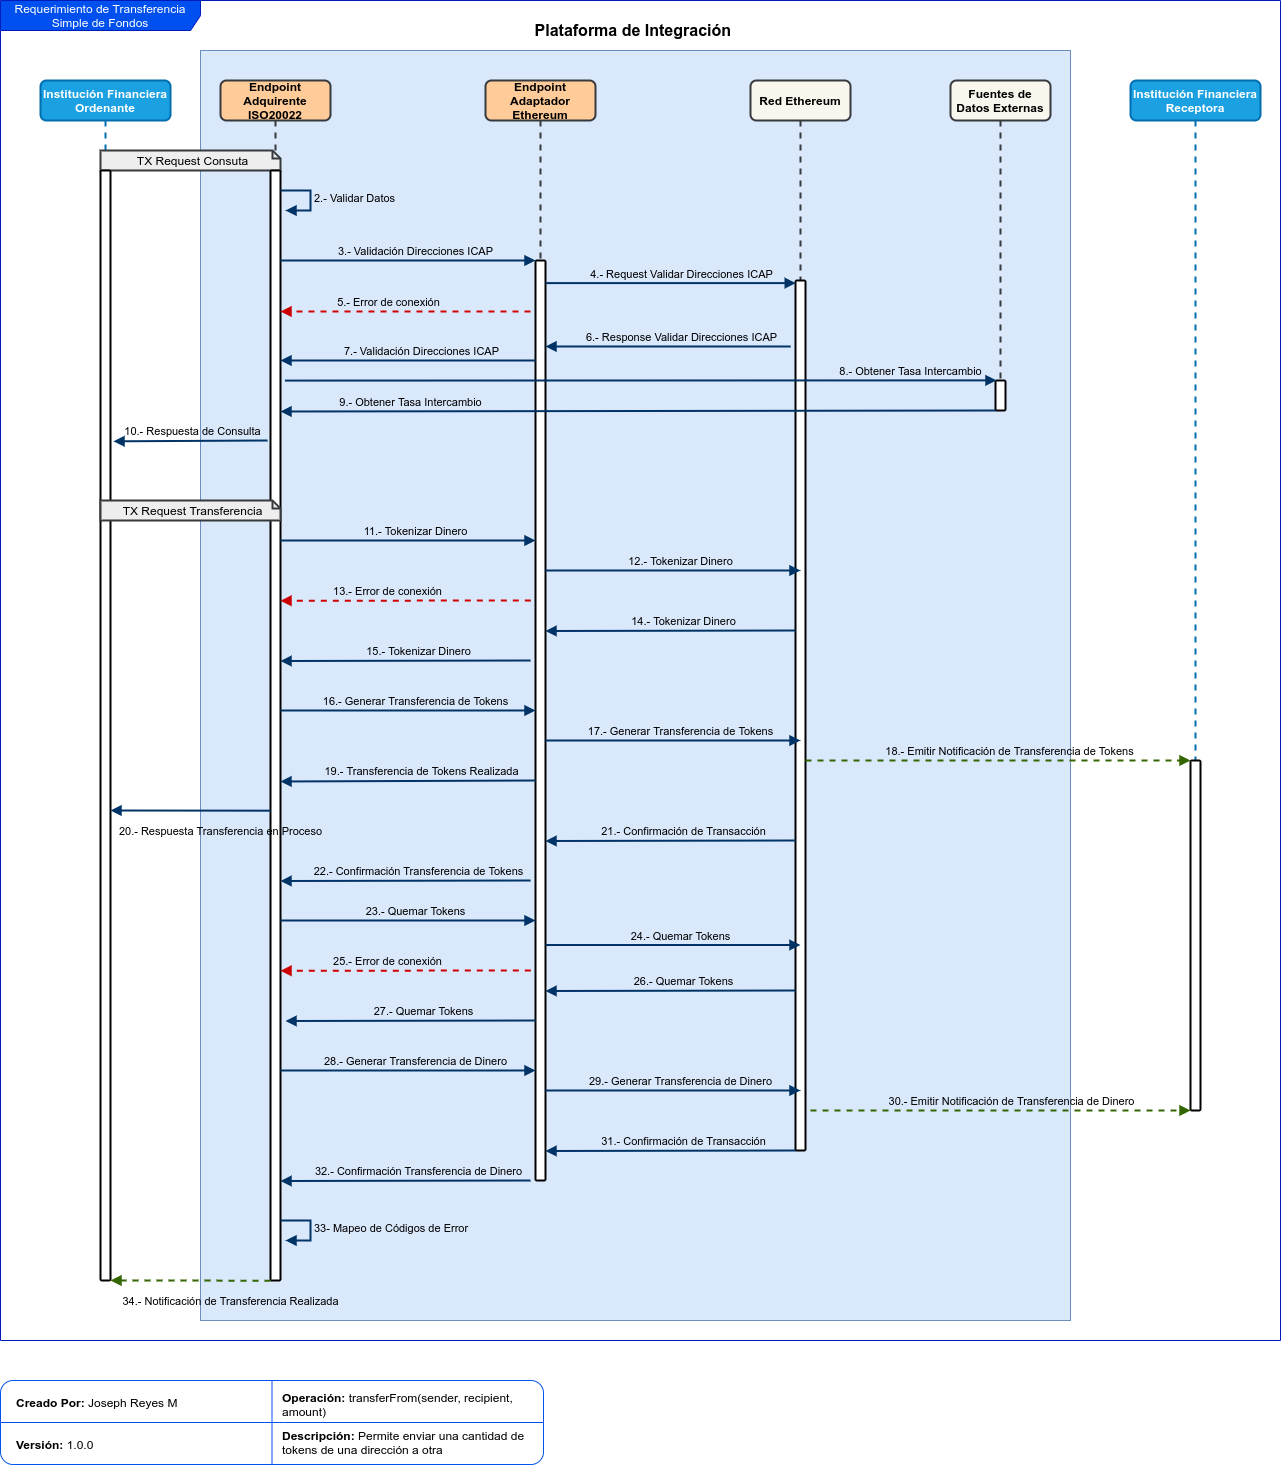 Requerimiento de Transferencia
Simple de Fondos
Plataforma de Integración
Institución Financiera
Ordenante
Endpoint
Adquirente
ISO20022
Endpoint
Adaptador
Ethereum
Red Ethereum
Fuentes de
Datos Externas
Institución Financiera
Receptora
TX Request Consuta
2.- Validar Datos
3.- Validación Direcciones ICAP
4.- Request Validar Direcciones ICAP
5.- Error de conexión
6.- Response Validar Direcciones ICAP
7.- Validación Direcciones ICAP
8.- Obtener Tasa Intercambio
9.- Obtener Tasa Intercambio
10.- Respuesta de Consulta
TX Request Transferencia
11.- Tokenizar Dinero
12.- Tokenizar Dinero
13.- Error de conexión
14.- Tokenizar Dinero
15.- Tokenizar Dinero
16.- Generar Transferencia de Tokens
17.- Generar Transferencia de Tokens
18.- Emitir Notificación de Transferencia de Tokens
19.- Transferencia de Tokens Realizada
20.- Respuesta Transferencia en Proceso
21.- Confirmación de Transacción
22.- Confirmación Transferencia de Tokens
23.- Quemar Tokens
24.- Quemar Tokens
25.- Error de conexión
26.- Quemar Tokens
27.- Quemar Tokens
28.- Generar Transferencia de Dinero
29.- Generar Transferencia de Dinero
30.- Emitir Notificación de Transferencia de Dinero
31.- Confirmación de Transacción
32.- Confirmación Transferencia de Dinero
33- Mapeo de Códigos de Error
34.- Notificación de Transferencia Realizada
Creado Por: Joseph Reyes M
Operación: transferFrom(sender, recipient,
amount)
Versión: 1.0.0
Descripción: Permite enviar una cantidad de
tokens de una dirección a otra